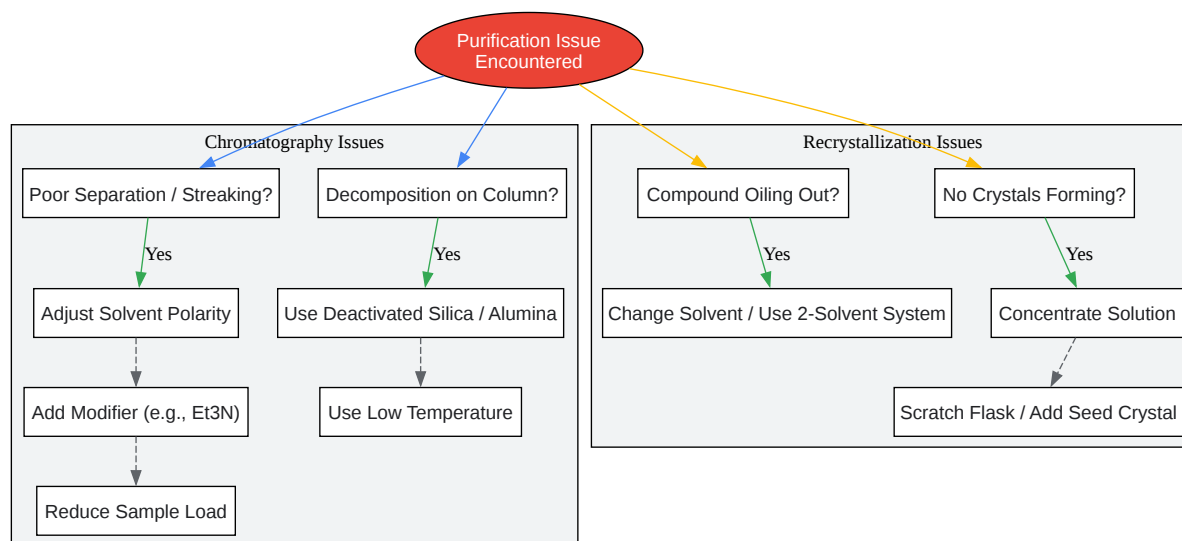 Purification Issue
Encountered
Chromatography Issues
Recrystallization Issues
Poor Separation / Streaking?
Decomposition on Column?
Compound Oiling Out?
No Crystals Forming?
Yes
Yes
Yes
Yes
Adjust Solvent Polarity
Use Deactivated Silica / Alumina
Change Solvent / Use 2-Solvent System
Concentrate Solution
Add Modifier (e.g., Et3N)
Use Low Temperature
Scratch Flask / Add Seed Crystal
Reduce Sample Load